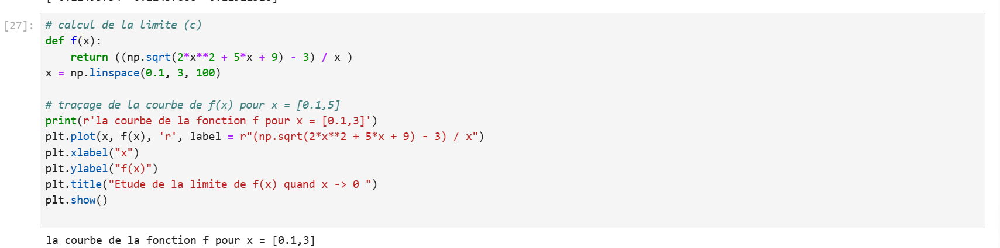 [27]: # calcul de la limite (c)
def f(x):
    return ((np.sqrt(2*x**2 + 5*x + 9) - 3) / x )
x = np.linspace(0.1, 3, 100)
# traçage de la courbe de f(x) pour x = [0.1,5]
print(r'la courbe de la fonction f pour x = [0.1,3]')
plt.plot(x, f(x), 'r', label = r"(np.sqrt(2*x**2 + 5*x + 9) - 3) / x")
plt.xlabel("x")
plt.ylabel("f(x)")
plt.title("Etude de la limite de f(x) quand x -> 0 ")
plt.show()
la courbe de la fonction f pour x = [0.1,3]